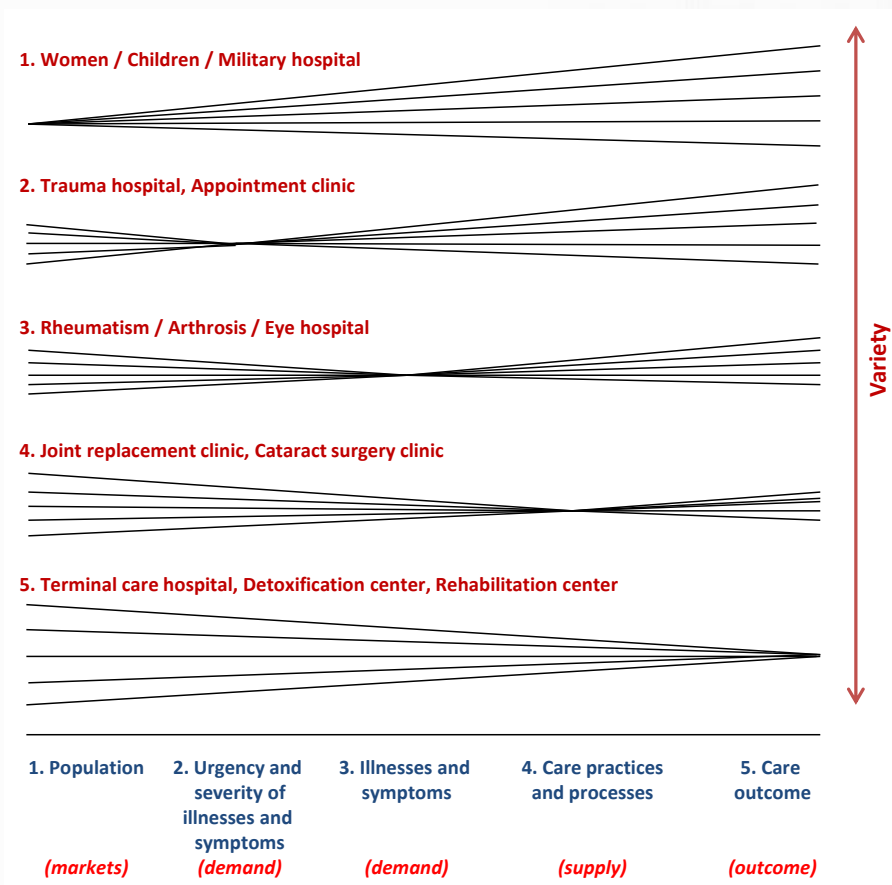 1. Women / Children / Military hospital
2. Trauma hospital, Appointment clinic
3. Rheumatism / Arthrosis / Eye hospital
Variety
4. Joint replacement clinic, Cataract surgery clinic
5. Terminal care hospital, Detoxification center, Rehabilitation center
1. Population
2. Urgency and
severity of
illnesses and
symptoms
3. Illnesses and
symptoms
4. Care practices
and processes
5. Care
outcome
(markets)
(demand)
(demand)
(supply)
(outcome)